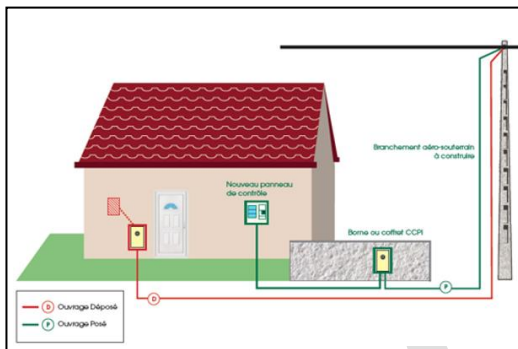 Branchement aéro-souterrain
à construire
Nouveau panneau
de contrôle
Borne ou coffret CCPI
D Ouvrage Déposé
P Ouvrage Posé
D
P